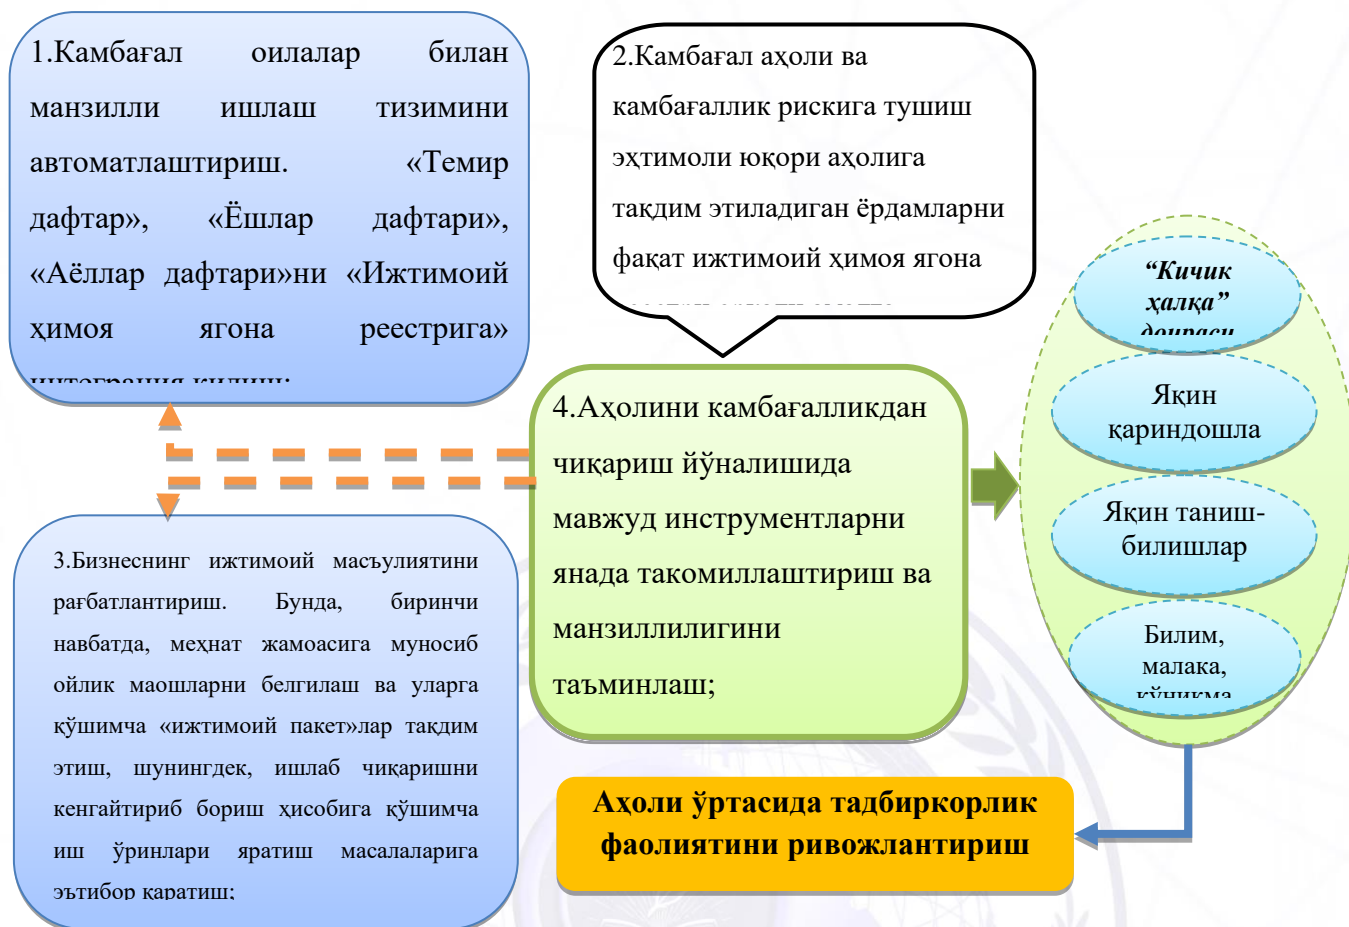 1.Камбағал оилалар билан
манзилли ишлаш тизимини
автоматлаштириш. «Темир
дафтар», «Ёшлар дафтари»,
«Аёллар дафтари»ни «Ижтимоий
ҳимоя ягона реестрига»
интеграция қилиш;
2.Камбағал аҳоли ва
камбағаллик рискига тушиш
эҳтимоли юқори аҳолига
тақдим этиладиган ёрдамларни
фақат ижтимоий ҳимоя ягона
3.Бизнеснинг ижтимоий масъулиятини
рағбатлантириш. Бунда, биринчи
навбатда, меҳнат жамоасига муносиб
ойлик маошларни белгилаш ва уларга
қўшимча «ижтимоий пакет»лар тақдим
этиш, шунингдек, ишлаб чиқаришни
кенгайтириб бориш ҳисобига қўшимча
иш ўринлари яратиш масалаларига
эътибор қаратиш;
4.Аҳолини камбағалликдан
чиқариш йўналишида
мавжуд инструментларни
янада такомиллаштириш ва
манзиллилигини
таъминлаш;
“Кичик
ҳалқа”
доираси
Яқин
қариндошла
Яқин таниш-
билишлар
Билим,
малака,
кўникма
Аҳоли ўртасида тадбиркорлик
фаолиятини ривожлантириш